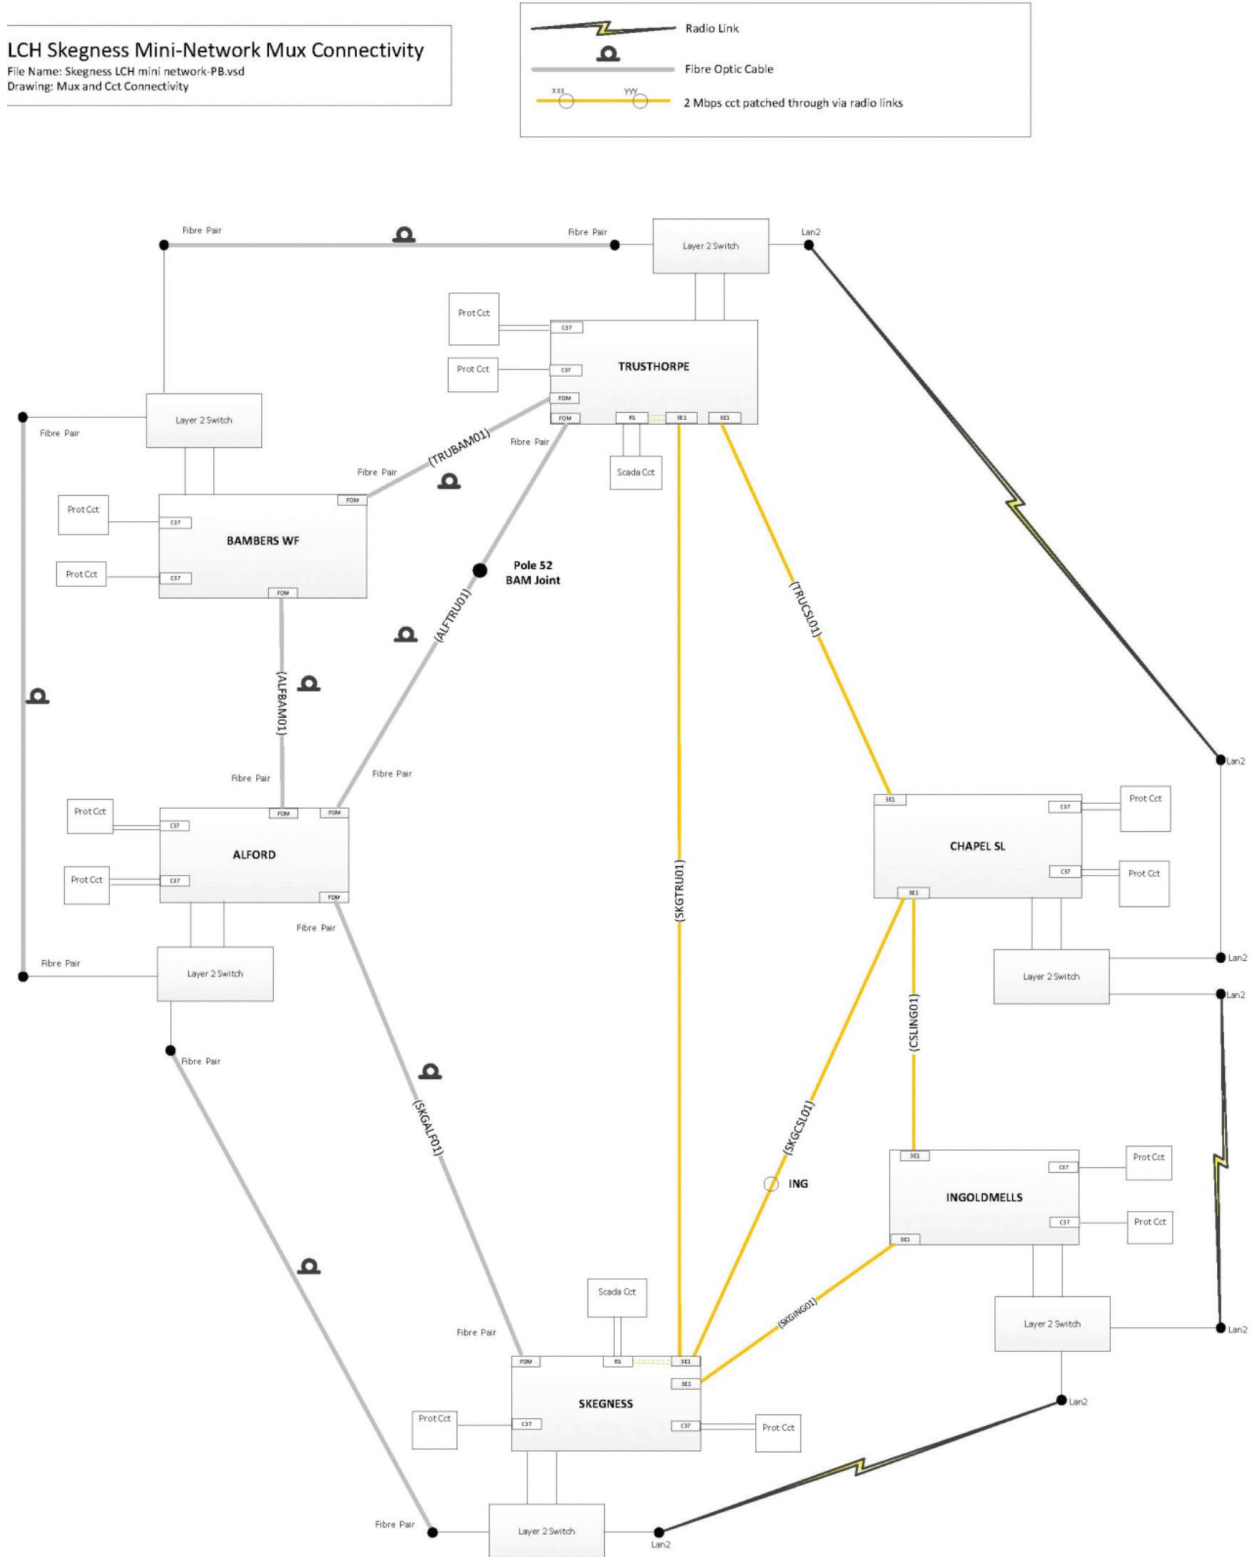 LCH Skegness Mini-Network Mux Connectivity
File Name: Skegness LCH mini network-PB.vsd
Drawing: Mux and Cct Connectivity
Radio Link
Fibre Optic Cable
xxx
yyy
2 Mbps cct patched through via radio links
Fibre Pair
Fibre Pair
Layer 2 Switch
Lan2
Prot Cct
C37
TRUSTHORPE
Prot Cct
C37
FOM
FOM
RS
3E1
3E1
Layer 2 Switch
Fibre Pair
(TRUBAM01)
Fibre Pair
Scada Cct
Fibre Pair
FOM
Prot Cct
C37
BAMBERS WF
Prot Cct
C37
FOM
Pole 52
BAM Joint
(ALFTRU01)
(TRUCSL01)
(ALFBAM01)
Fibre Pair
Fibre Pair
Lan2
Prot Cct
C37
FOM
FOM
ALFORD
Prot Cct
C37
FOM
3E1
C37
Prot Cct
CHAPEL SL
C37
Prot Cct
3E1
(SKGTRU01)
Fibre Pair
Fibre Pair
Layer 2 Switch
Layer 2 Switch
Lan2
Lan2
Fibre Pair
(CSLING01)
(SKGALF01)
(SKGCSL01)
ING
3E1
C37
Prot Cct
INGOLDMELLS
C37
Prot Cct
3E1
Scada Cct
(SKGING01)
Layer 2 Switch
Lan2
Fibre Pair
FOM
RS
3E1
3E1
SKEGNESS
Lan2
Prot Cct
C37
C37
Prot Cct
Fibre Pair
Layer 2 Switch
Lan2